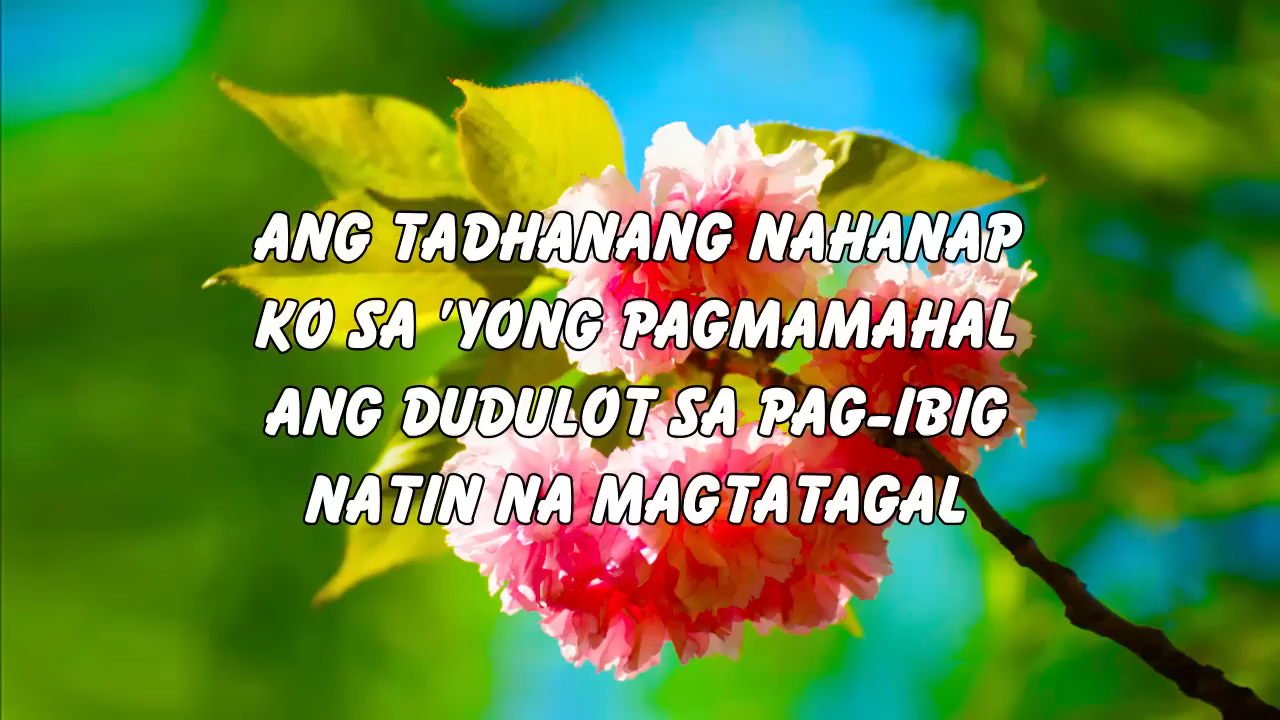 ANG TADHANANG NAHANAP
KO SA 'YONG PAGMAMAHAL
ANG DUDULOT SA PAG-IBIG
NATIN NA MAGTATAGAL